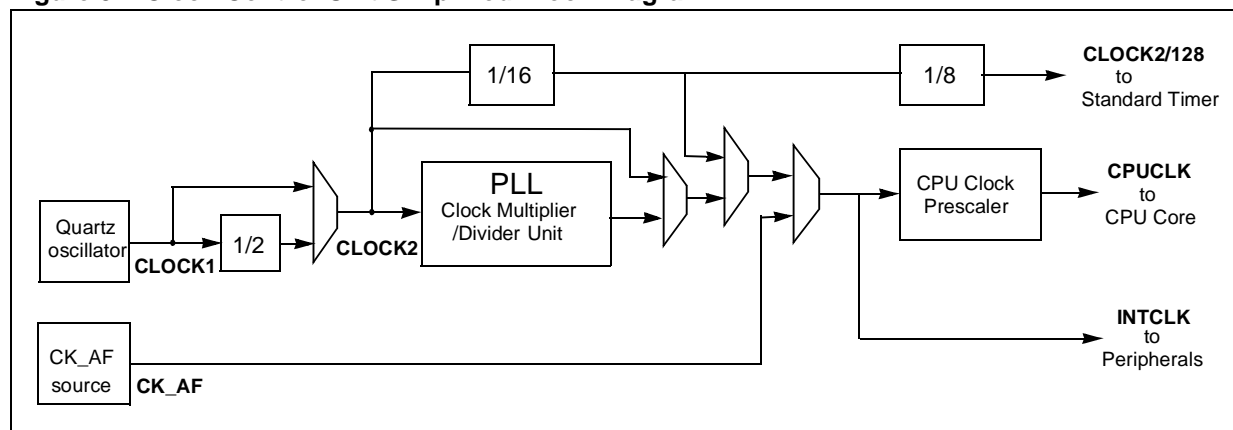 1/16
1/8
CLOCK2/128
to
Standard Timer
PLL
Clock Multiplier
/Divider Unit
CPU Clock
Prescaler
CPUCLK
to
CPU Core
Quartz
oscillator
1/2
CLOCK1
CLOCK2
INTCLK
to
Peripherals
CK_AF
source
CK_AF